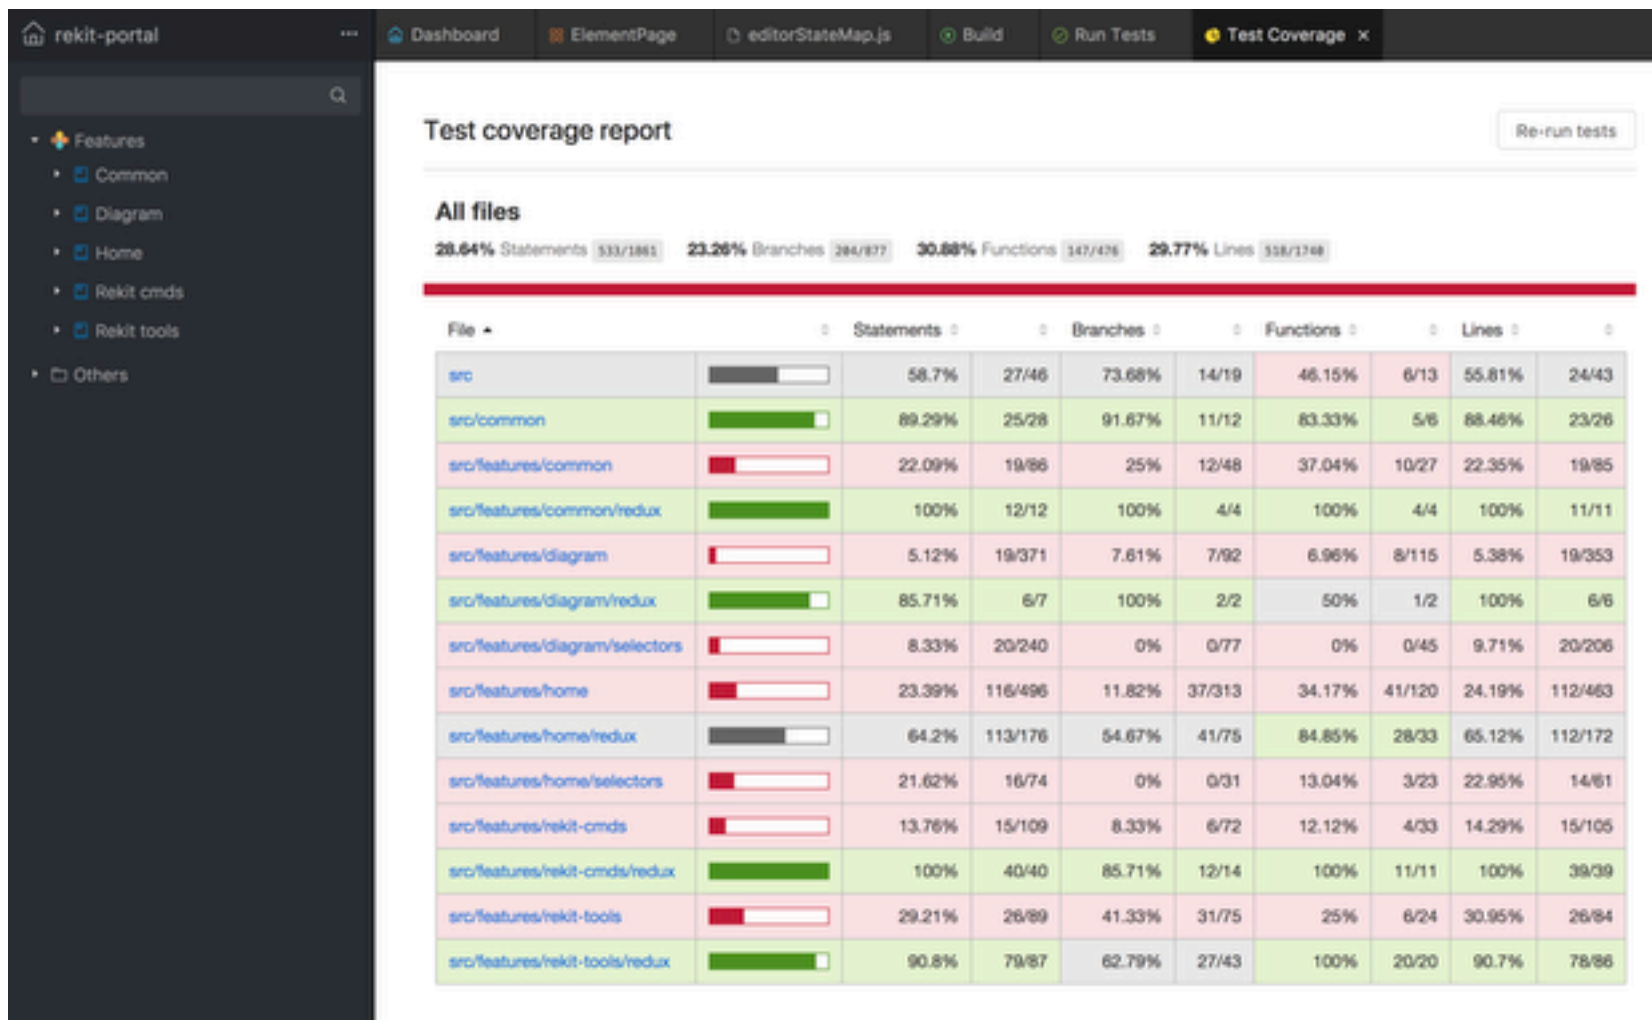 rekit-portal ··· Dashboard ElementPage editorStateMap.js Build Run Tests Test Coverage ×
Features
Common
Diagram
Home
Rekit cmds
Rekit tools
Others
Test coverage report Re-run tests
All files
28.64% Statements 533/1861 23.26% Branches 204/877 30.88% Functions 147/476 29.77% Lines 518/1740
File Statements Branches Functions Lines
src 58.7% 27/46 73.68% 14/19 46.15% 6/13 55.81% 24/43
src/common 89.29% 25/28 91.67% 11/12 83.33% 5/6 88.46% 23/26
src/features/common 22.09% 19/86 25% 12/48 37.04% 10/27 22.35% 19/85
src/features/common/redux 100% 12/12 100% 4/4 100% 4/4 100% 11/11
src/features/diagram 5.12% 19/371 7.61% 7/92 6.96% 8/115 5.38% 19/353
src/features/diagram/redux 85.71% 6/7 100% 2/2 50% 1/2 100% 6/6
src/features/diagram/selectors 8.33% 20/240 0% 0/77 0% 0/45 9.71% 20/206
src/features/home 23.39% 116/496 11.82% 37/313 34.17% 41/120 24.19% 112/463
src/features/home/redux 64.2% 113/176 54.67% 41/75 84.85% 28/33 65.12% 112/172
src/features/home/selectors 21.62% 16/74 0% 0/31 13.04% 3/23 22.95% 14/61
src/features/rekit-cmds 13.76% 15/109 8.33% 6/72 12.12% 4/33 14.29% 15/105
src/features/rekit-cmds/redux 100% 40/40 85.71% 12/14 100% 11/11 100% 39/39
src/features/rekit-tools 29.21% 26/89 41.33% 31/75 25% 6/24 30.95% 26/84
src/features/rekit-tools/redux 90.8% 79/87 62.79% 27/43 100% 20/20 90.7% 78/86